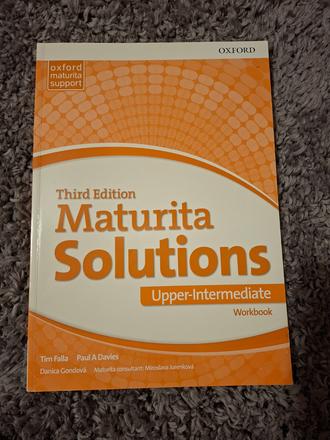 OXFORD
oxford
maturita
support
Third Edition
Maturita
Solutions
Upper-Intermediate
Workbook
Tim Falla Paul A Davies
Danica Gondová Maturita consultant: Miroslava Jurenková